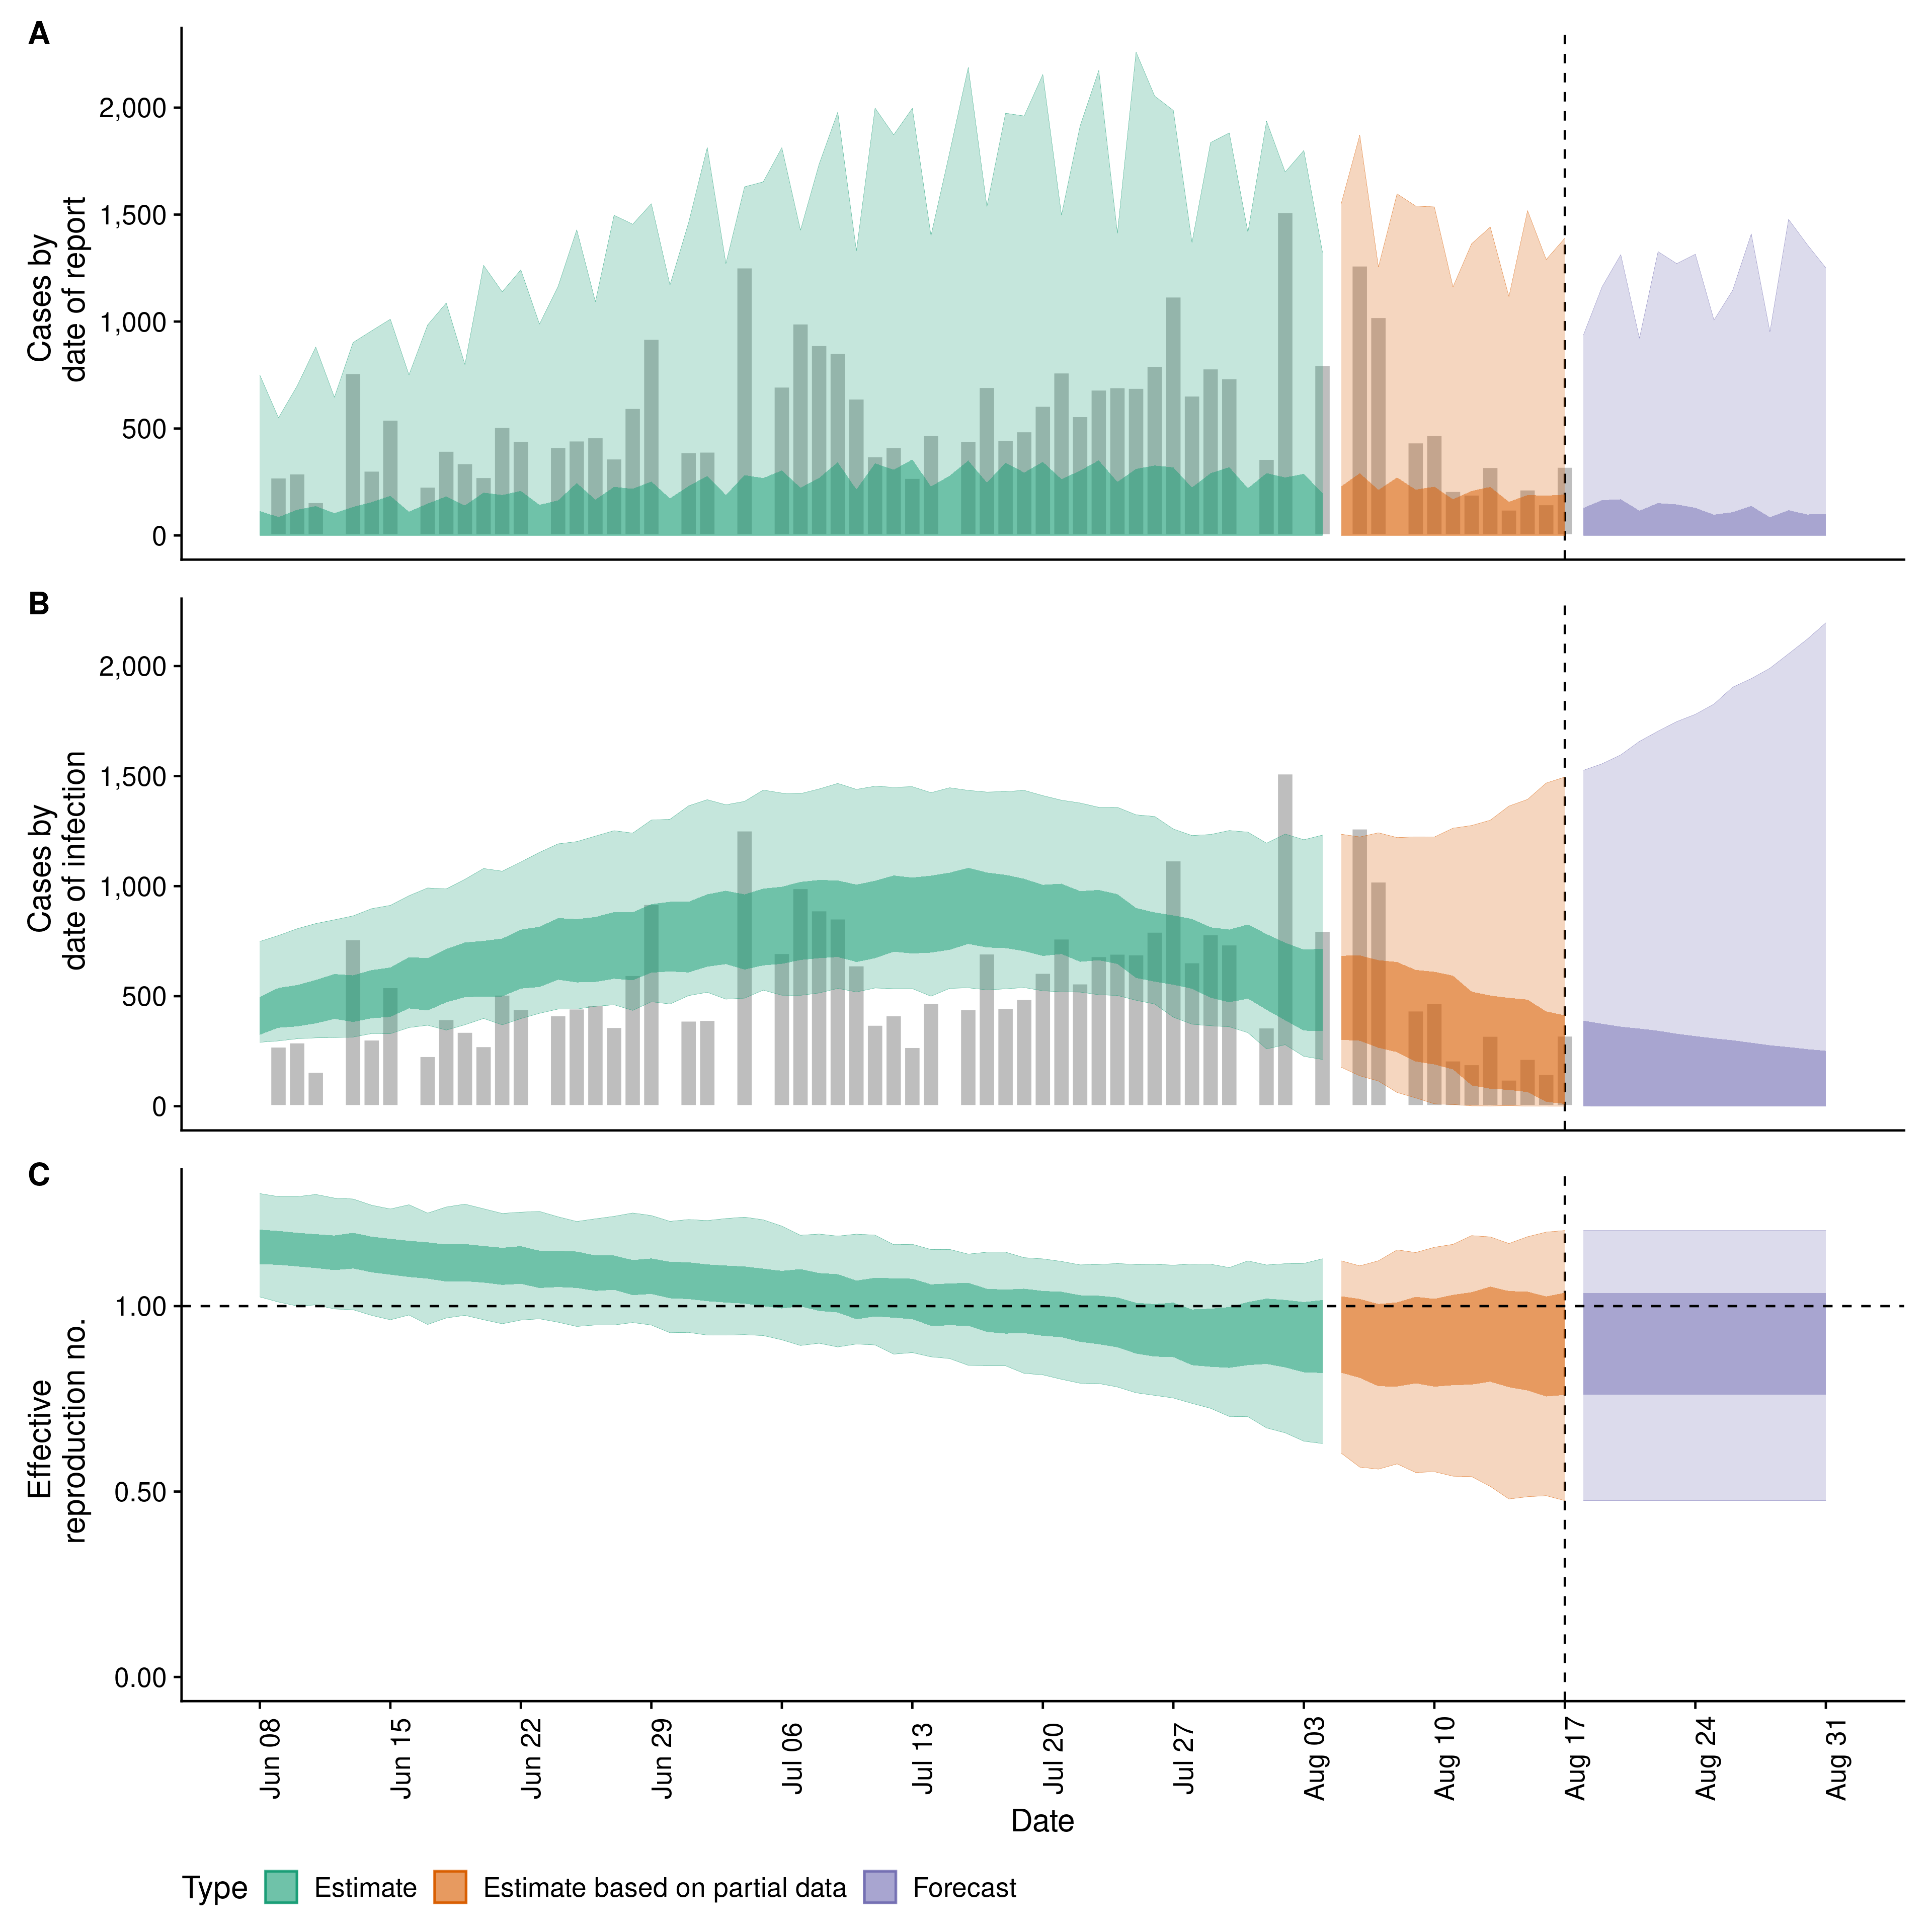 A
Cases by
date of report
2,000
1,500
1,000
500
0
B
Cases by
date of infection
2,000
1,500
1,000
500
0
C
Effective
reproduction no.
1.00
0.50
0.00
Jun 08
Jun 15
Jun 22
Jun 29
Jul 06
Jul 13
Jul 20
Jul 27
Aug 03
Aug 10
Aug 17
Aug 24
Aug 31
Date
Type Estimate Estimate based on partial data Forecast